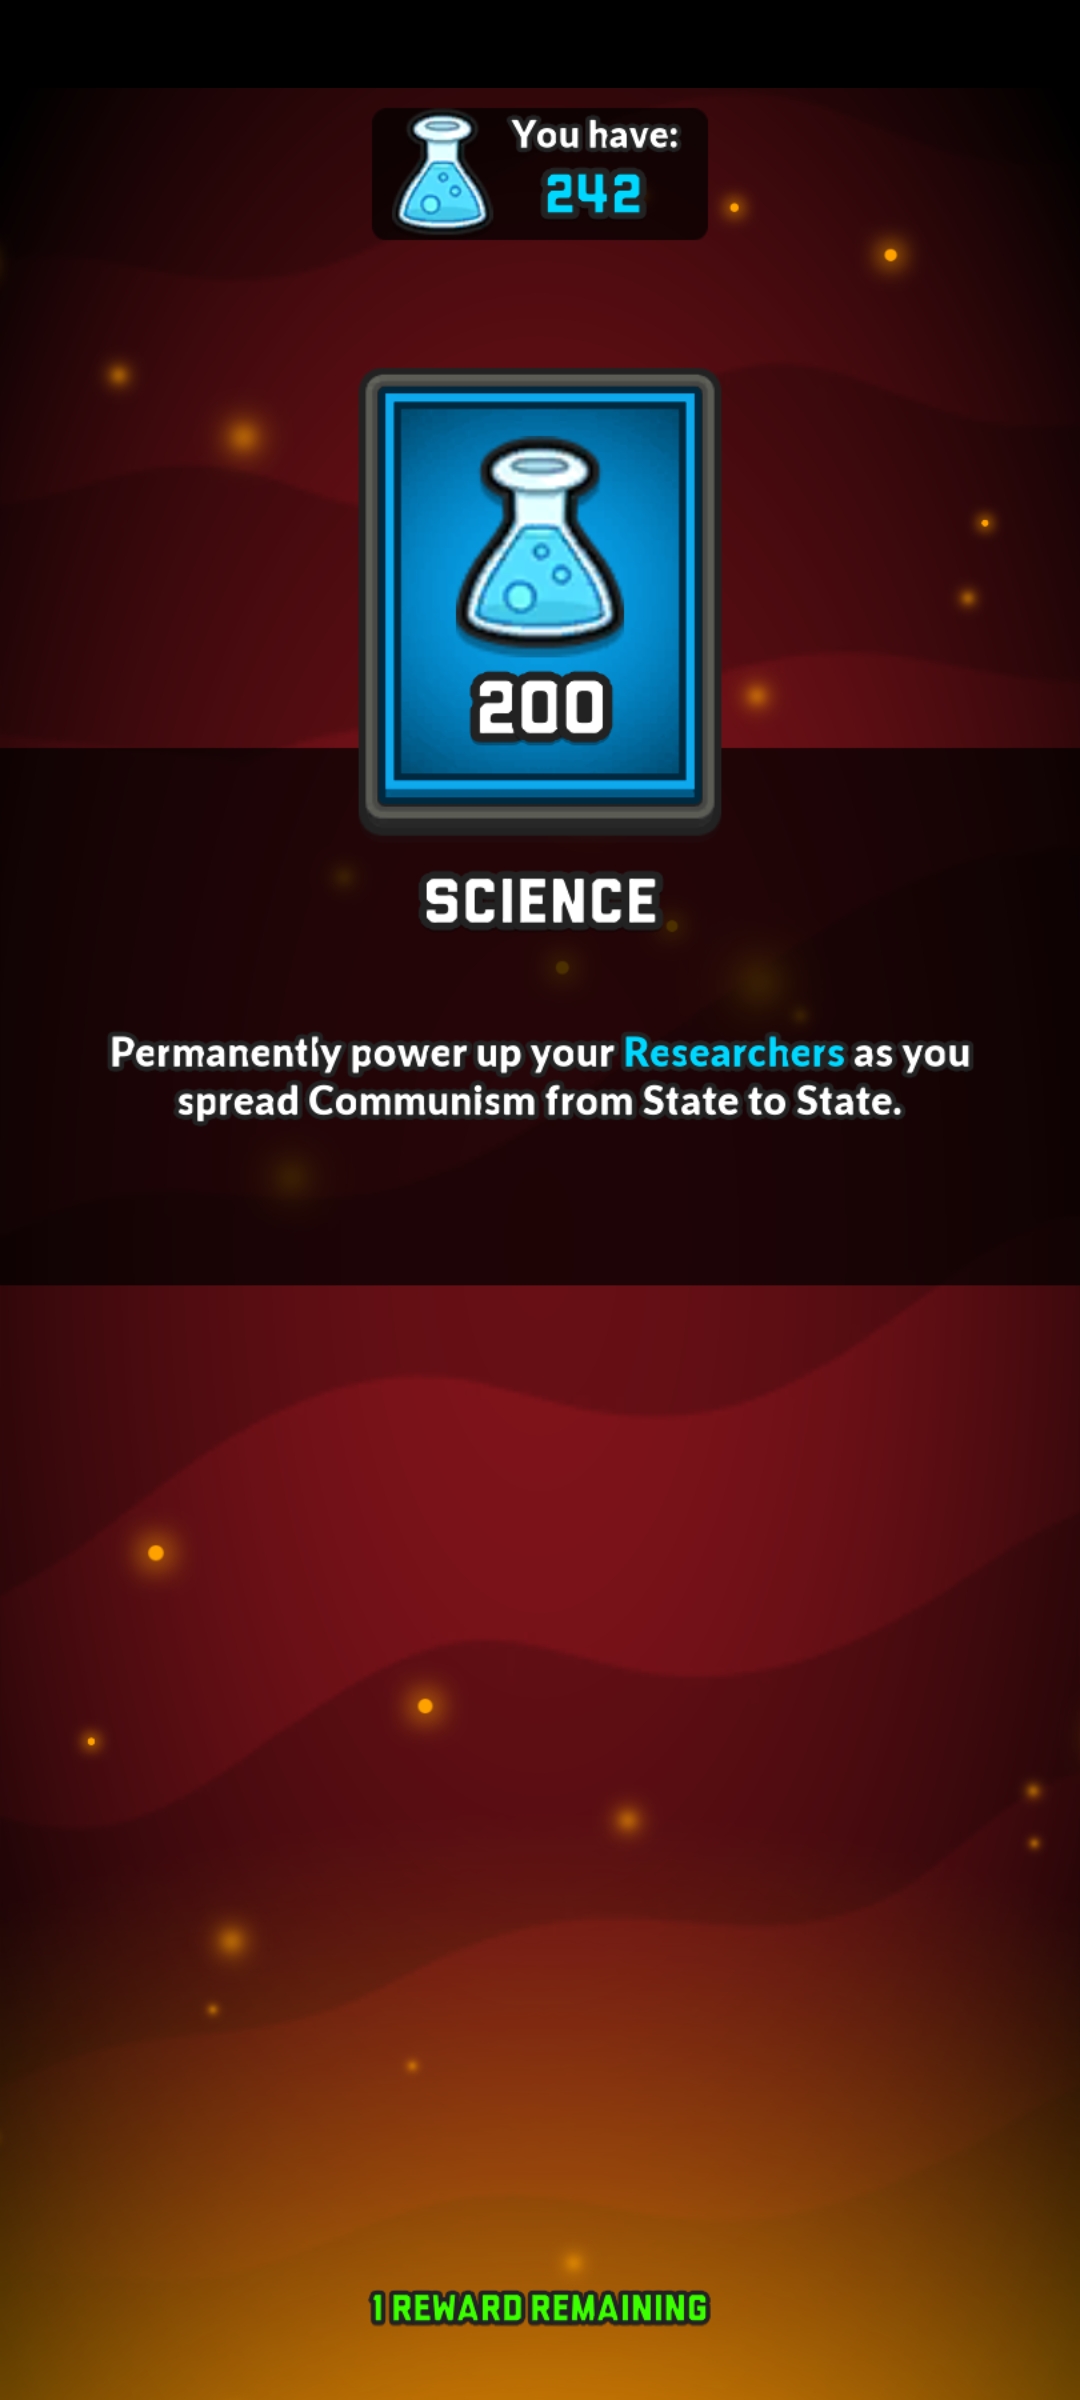 You have:
242
200
SCIENCE
Permanently power up your Researchers as you
spread Communism from State to State.
1 REWARD REMAINING